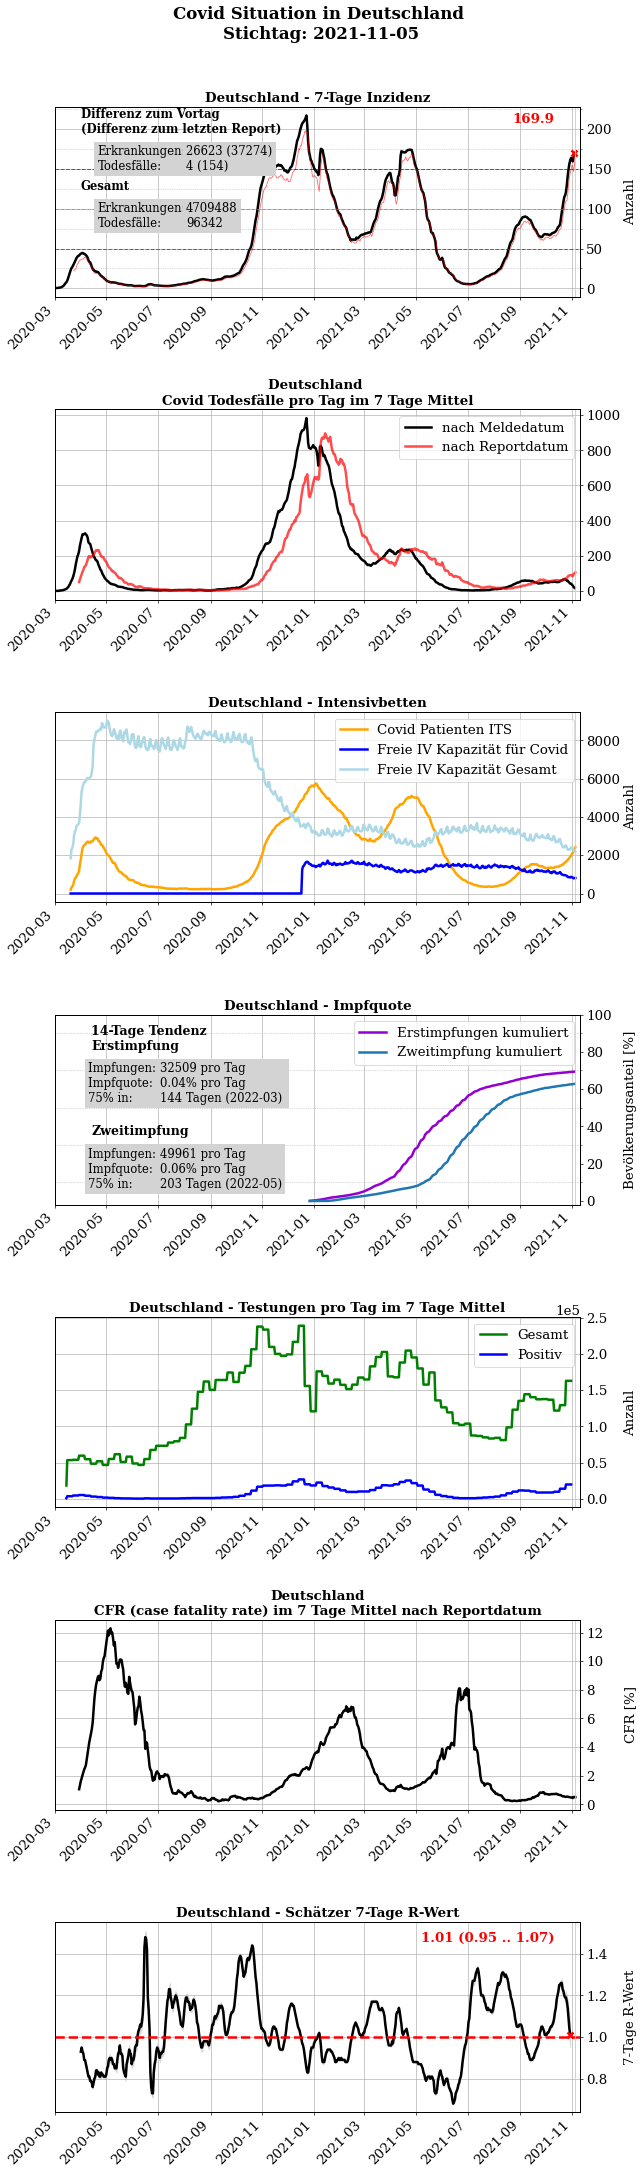 Covid Situation in Deutschland
Stichtag: 2021-11-05
Deutschland - 7-Tage Inzidenz
Differenz zum Vortag
(Differenz zum letzten Report)
Erkrankungen 26623 (37274)
Todesfälle: 4 (154)
Gesamt
Erkrankungen 4709488
Todesfälle: 96342
169.9
200
150
100
50
0
Anzahl
2020-03 2020-05 2020-07 2020-09 2020-11 2021-01 2021-03 2021-05 2021-07 2021-09 2021-11
Deutschland
Covid Todesfälle pro Tag im 7 Tage Mittel
nach Meldedatum
nach Reportdatum
1000
800
600
400
200
0
2020-03 2020-05 2020-07 2020-09 2020-11 2021-01 2021-03 2021-05 2021-07 2021-09 2021-11
Deutschland - Intensivbetten
Covid Patienten ITS
Freie IV Kapazität für Covid
Freie IV Kapazität Gesamt
8000
6000
4000
2000
0
Anzahl
2020-03 2020-05 2020-07 2020-09 2020-11 2021-01 2021-03 2021-05 2021-07 2021-09 2021-11
Deutschland - Impfquote
14-Tage Tendenz
Erstimpfung
Impfungen: 32509 pro Tag
Impfquote: 0.04% pro Tag
75% in: 144 Tagen (2022-03)
Zweitimpfung
Impfungen: 49961 pro Tag
Impfquote: 0.06% pro Tag
75% in: 203 Tagen (2022-05)
Erstimpfungen kumuliert
Zweitimpfung kumuliert
100
80
60
40
20
0
Bevölkerungsanteil [%]
2020-03 2020-05 2020-07 2020-09 2020-11 2021-01 2021-03 2021-05 2021-07 2021-09 2021-11
Deutschland - Testungen pro Tag im 7 Tage Mittel
1e5
Gesamt
Positiv
2.5
2.0
1.5
1.0
0.5
0.0
Anzahl
2020-03 2020-05 2020-07 2020-09 2020-11 2021-01 2021-03 2021-05 2021-07 2021-09 2021-11
Deutschland
CFR (case fatality rate) im 7 Tage Mittel nach Reportdatum
12
10
8
6
4
2
0
CFR [%]
2020-03 2020-05 2020-07 2020-09 2020-11 2021-01 2021-03 2021-05 2021-07 2021-09 2021-11
Deutschland - Schätzer 7-Tage R-Wert
1.01 (0.95 .. 1.07)
1.4
1.2
1.0
0.8
7-Tage R-Wert
2020-03 2020-05 2020-07 2020-09 2020-11 2021-01 2021-03 2021-05 2021-07 2021-09 2021-11